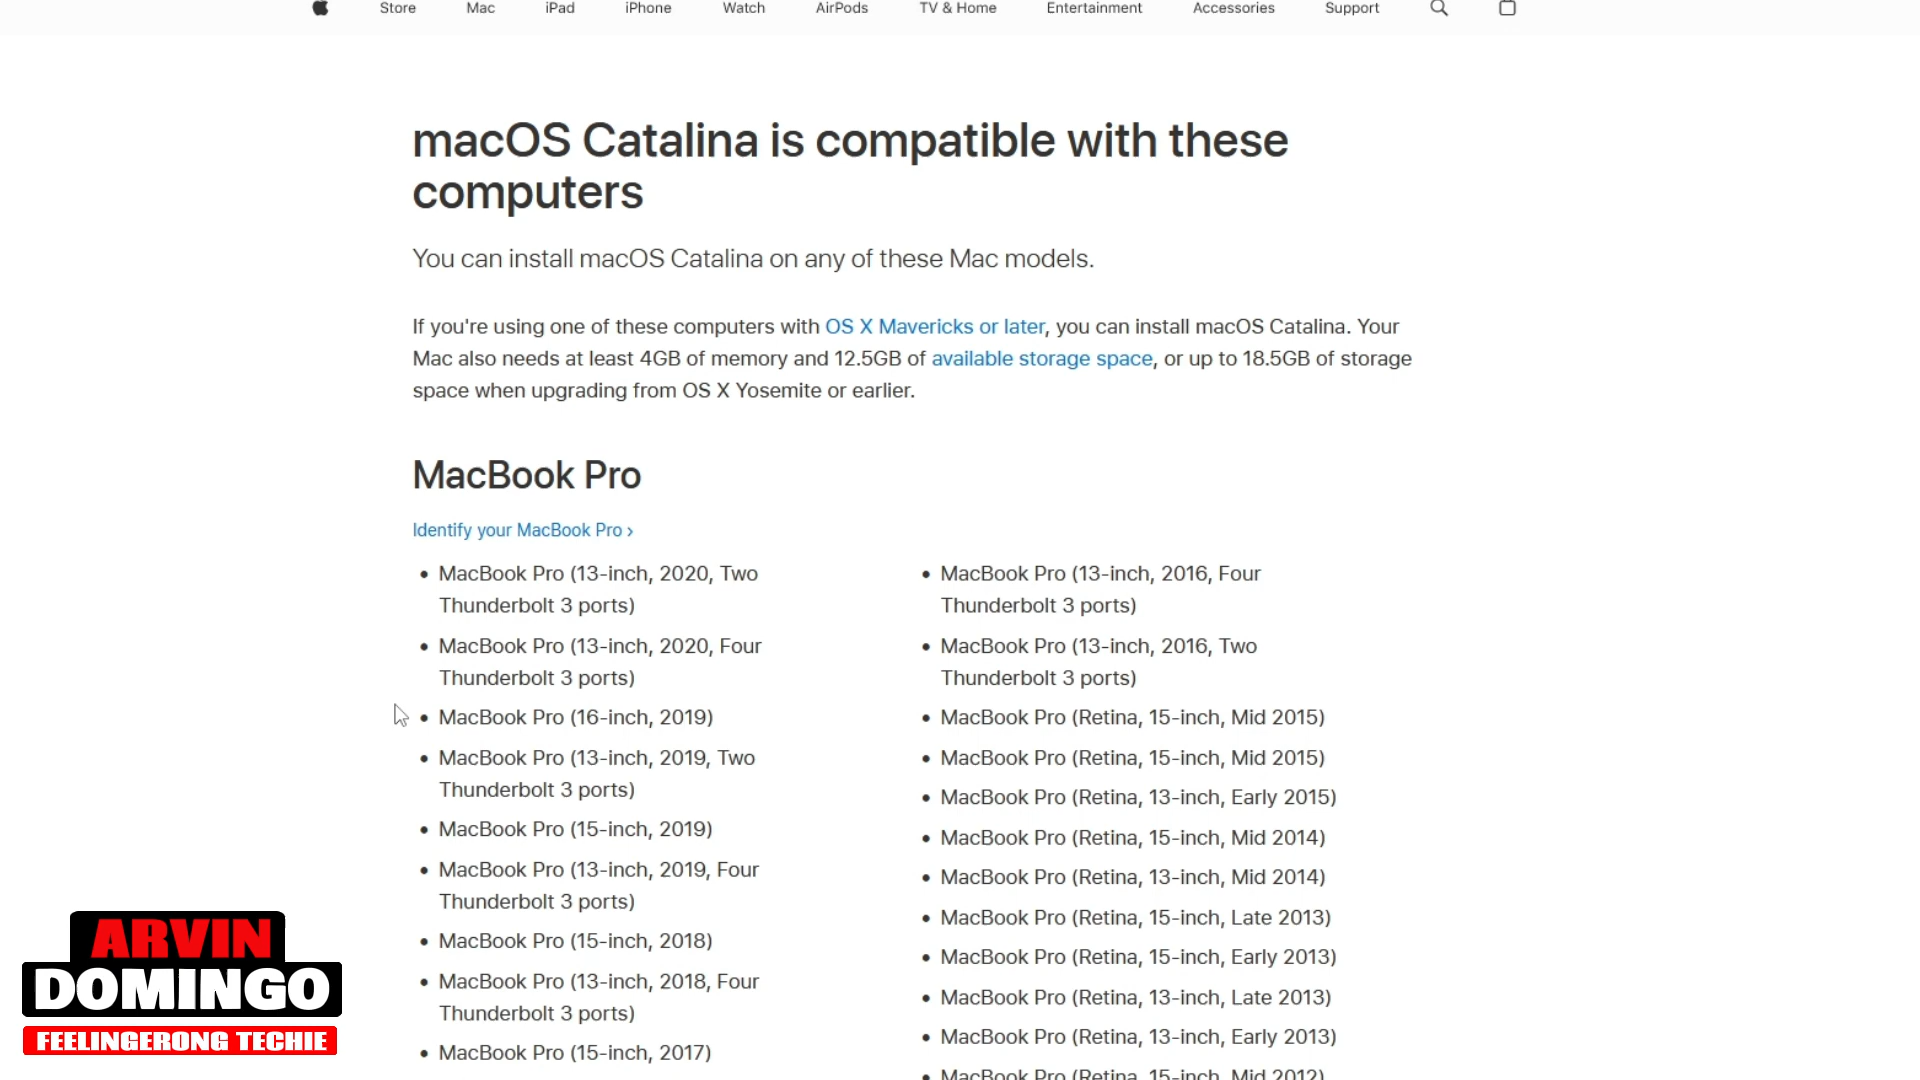 Store Mac iPad iPhone Watch AirPods TV & Home Entertainment Accessories Support
macOS Catalina is compatible with these
computers
You can install macOS Catalina on any of these Mac models.
If you're using one of these computers with OS X Mavericks or later, you can install macOS Catalina. Your
Mac also needs at least 4GB of memory and 12.5GB of available storage space, or up to 18.5GB of storage
space when upgrading from OS X Yosemite or earlier.
MacBook Pro
Identify your MacBook Pro ›
• MacBook Pro (13-inch, 2020, Two
Thunderbolt 3 ports)
• MacBook Pro (13-inch, 2020, Four
Thunderbolt 3 ports)
• MacBook Pro (16-inch, 2019)
• MacBook Pro (13-inch, 2019, Two
Thunderbolt 3 ports)
• MacBook Pro (15-inch, 2019)
• MacBook Pro (13-inch, 2019, Four
Thunderbolt 3 ports)
• MacBook Pro (15-inch, 2018)
• MacBook Pro (13-inch, 2018, Four
Thunderbolt 3 ports)
• MacBook Pro (15-inch, 2017)
• MacBook Pro (13-inch, 2016, Four
Thunderbolt 3 ports)
• MacBook Pro (13-inch, 2016, Two
Thunderbolt 3 ports)
• MacBook Pro (Retina, 15-inch, Mid 2015)
• MacBook Pro (Retina, 15-inch, Mid 2015)
• MacBook Pro (Retina, 13-inch, Early 2015)
• MacBook Pro (Retina, 15-inch, Mid 2014)
• MacBook Pro (Retina, 13-inch, Mid 2014)
• MacBook Pro (Retina, 15-inch, Late 2013)
• MacBook Pro (Retina, 15-inch, Early 2013)
• MacBook Pro (Retina, 13-inch, Late 2013)
• MacBook Pro (Retina, 13-inch, Early 2013)
• MacBook Pro (Retina, 15-inch, Mid 2012)
ARVIN
DOMINGO
FEELINGERONG TECHIE